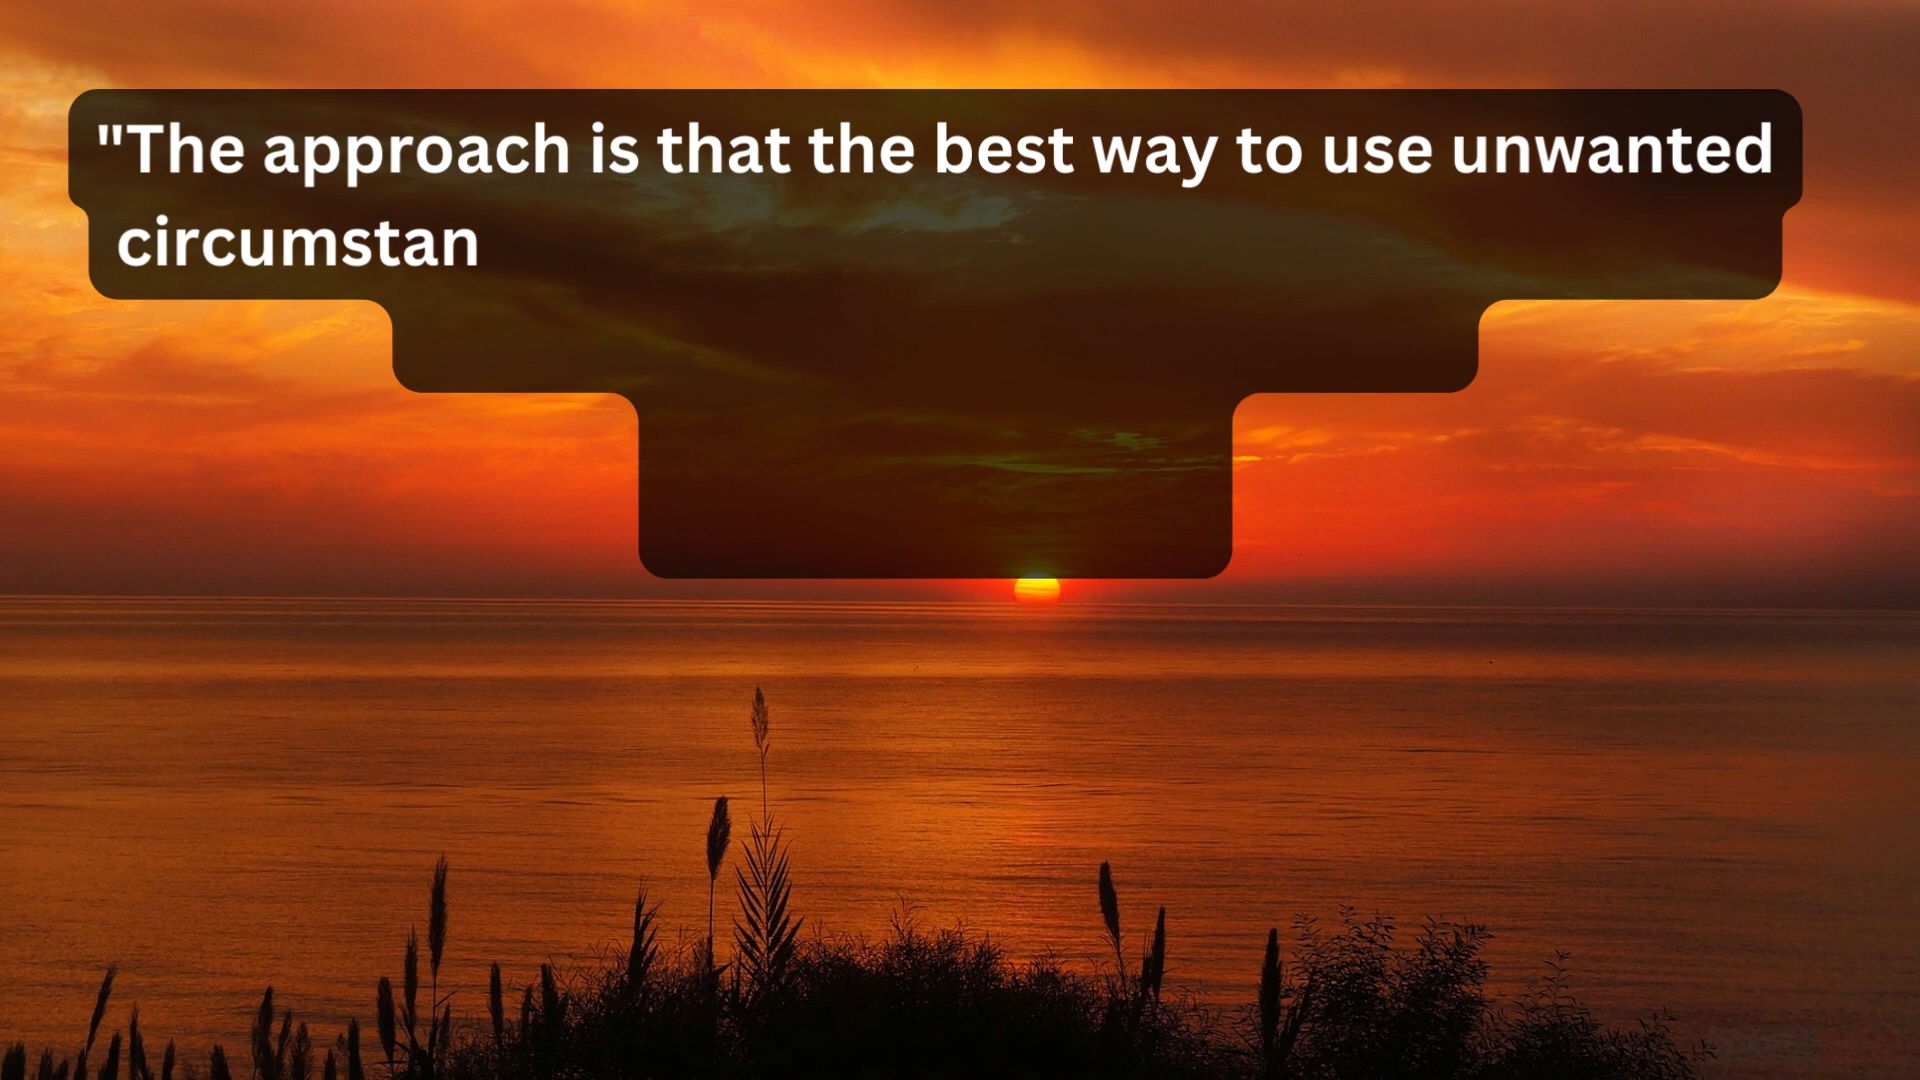 "The approach is that the best way to use unwanted
circumstan